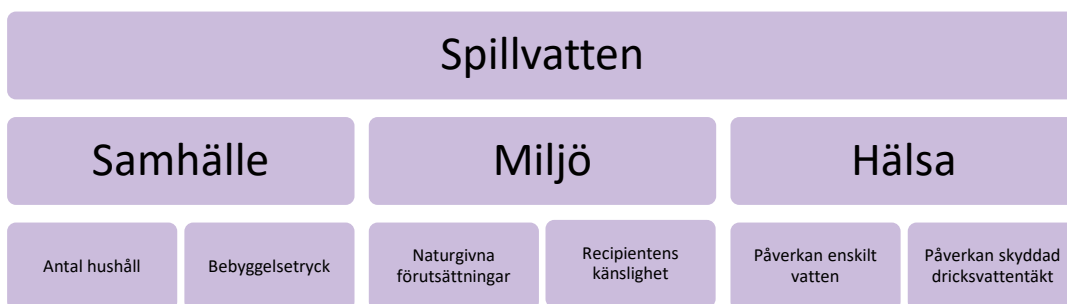 Spillvatten
Samhälle
Miljö
Hälsa
Antal hushåll
Bebyggelsetryck
Naturgivna
förutsättningar
Recipientens
känslighet
Påverkan enskilt
vatten
Påverkan skyddad
dricksvattentäkt